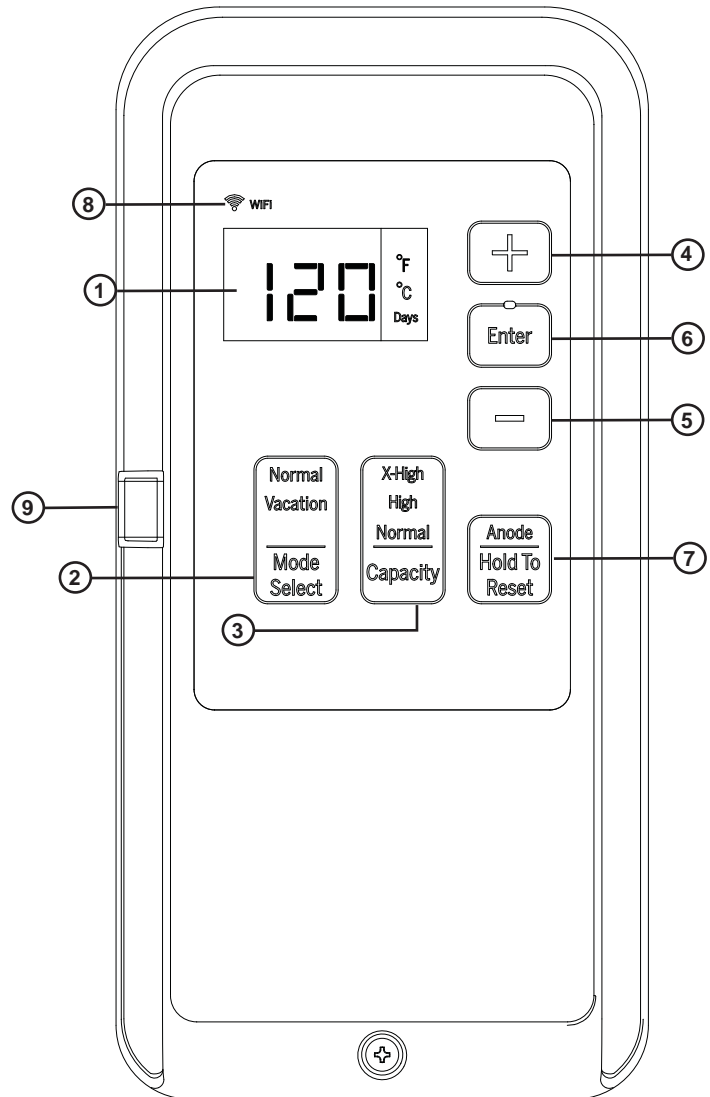 8
WIFI
4
1
120
°F
°C
Days
Enter
6
5
Normal
Vacation
Mode
Select
X-High
High
Normal
Capacity
Anode
Hold To
Reset
9
2
7
3